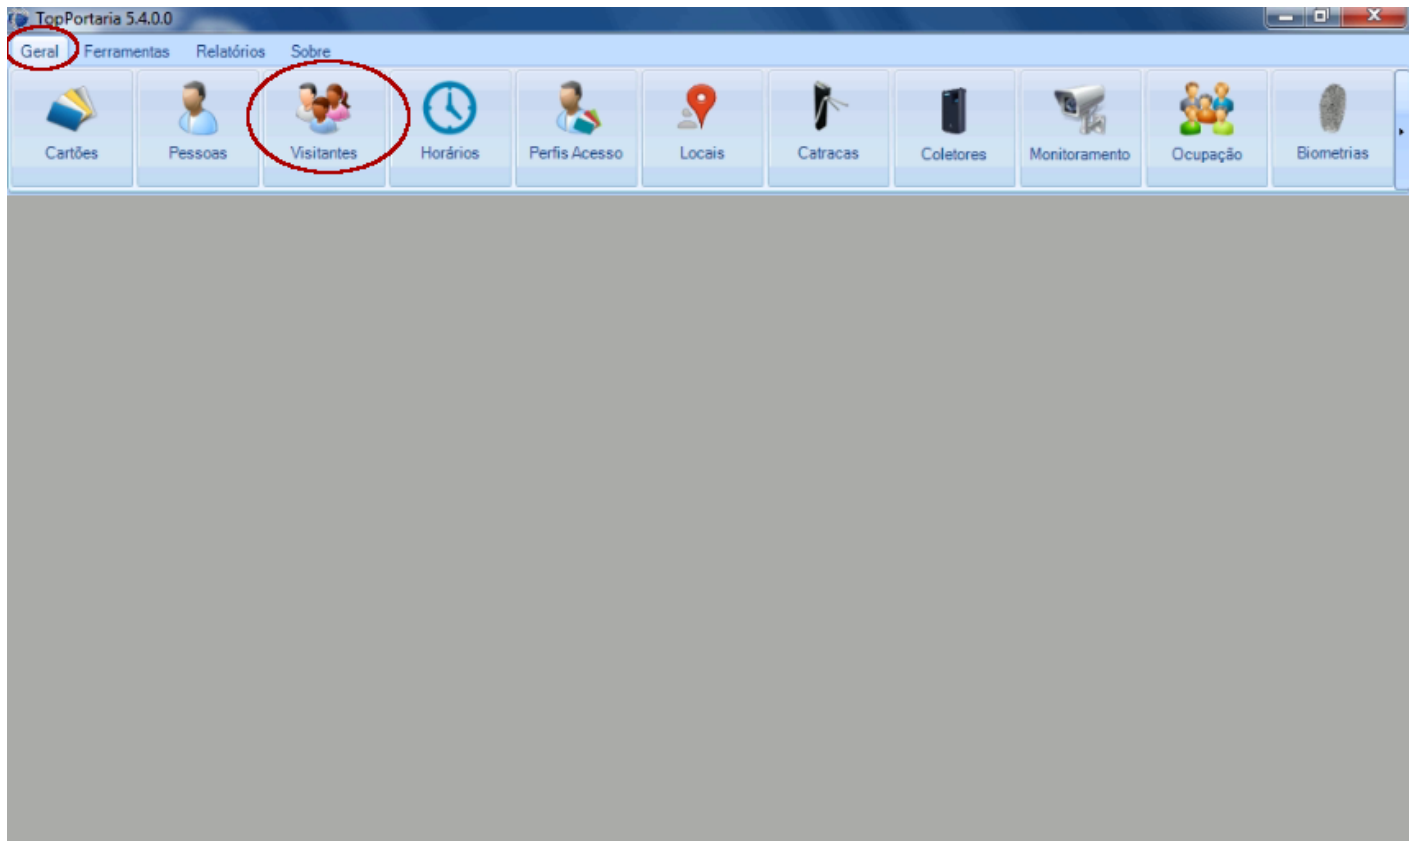 TopPortaria 5.4.0.0
Geral Ferramentas Relatórios Sobre
Cartões Pessoas Visitantes Horários Perfis Acesso Locais Catracas Coletores Monitoramento Ocupação Biometrias